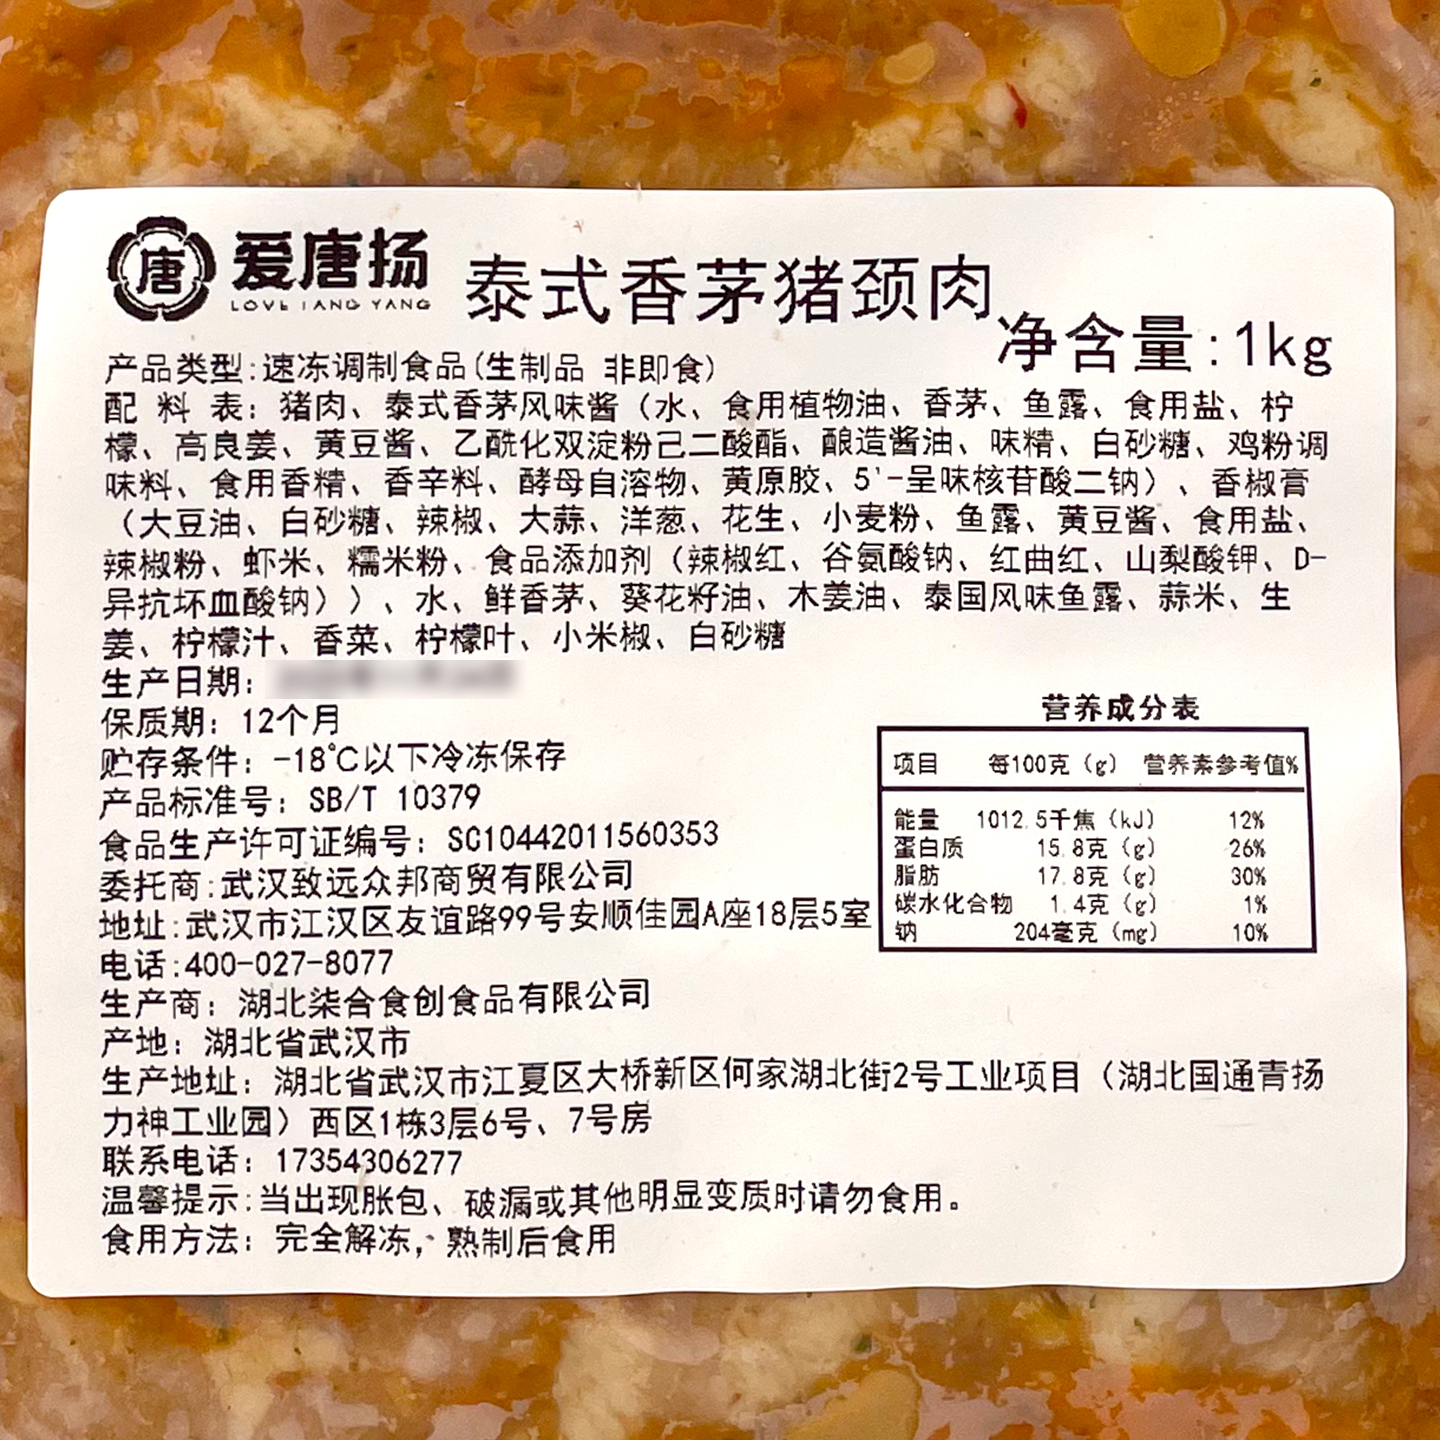 唐 爱唐扬
LOVE TANG YANG
泰式香茅猪颈肉
净含量:1kg
产品类型:速冻调制食品(生制品 非即食)
配 料 表: 猪肉、泰式香茅风味酱（水、食用植物油、香茅、鱼露、食用盐、柠
檬、高良姜、黄豆酱、乙酰化双淀粉己二酸酯、酿造酱油、味精、白砂糖、鸡粉调
味料、食用香精、香辛料、酵母自溶物、黄原胶、5'-呈味核苷酸二钠）、香椒膏
（大豆油、白砂糖、辣椒、大蒜、洋葱、花生、小麦粉、鱼露、黄豆酱、食用盐、
辣椒粉、虾米、糯米粉、食品添加剂（辣椒红、谷氨酸钠、红曲红、山梨酸钾、D-
异抗坏血酸钠））、水、鲜香茅、葵花籽油、木姜油、泰国风味鱼露、蒜米、生
姜、柠檬汁、香菜、柠檬叶、小米椒、白砂糖
生产日期:
保质期: 12个月
贮存条件: -18℃以下冷冻保存
产品标准号: SB/T 10379
食品生产许可证编号: SC10442011560353
委托商:武汉致远众邦商贸有限公司
地址:武汉市江汉区友谊路99号安顺佳园A座18层5室
电话:400-027-8077
生产商: 湖北柒合食创食品有限公司
产地: 湖北省武汉市
生产地址: 湖北省武汉市江夏区大桥新区何家湖北街2号工业项目（湖北国通青扬
力神工业园）西区1栋3层6号、7号房
联系电话: 17354306277
温馨提示:当出现胀包、破漏或其他明显变质时请勿食用。
食用方法: 完全解冻, 熟制后食用
营养成分表
项目 每100克（g） 营养素参考值%
能量 1012.5千焦（kJ） 12%
蛋白质 15.8克（g） 26%
脂肪 17.8克（g） 30%
碳水化合物 1.4克（g） 1%
钠 204毫克（mg） 10%